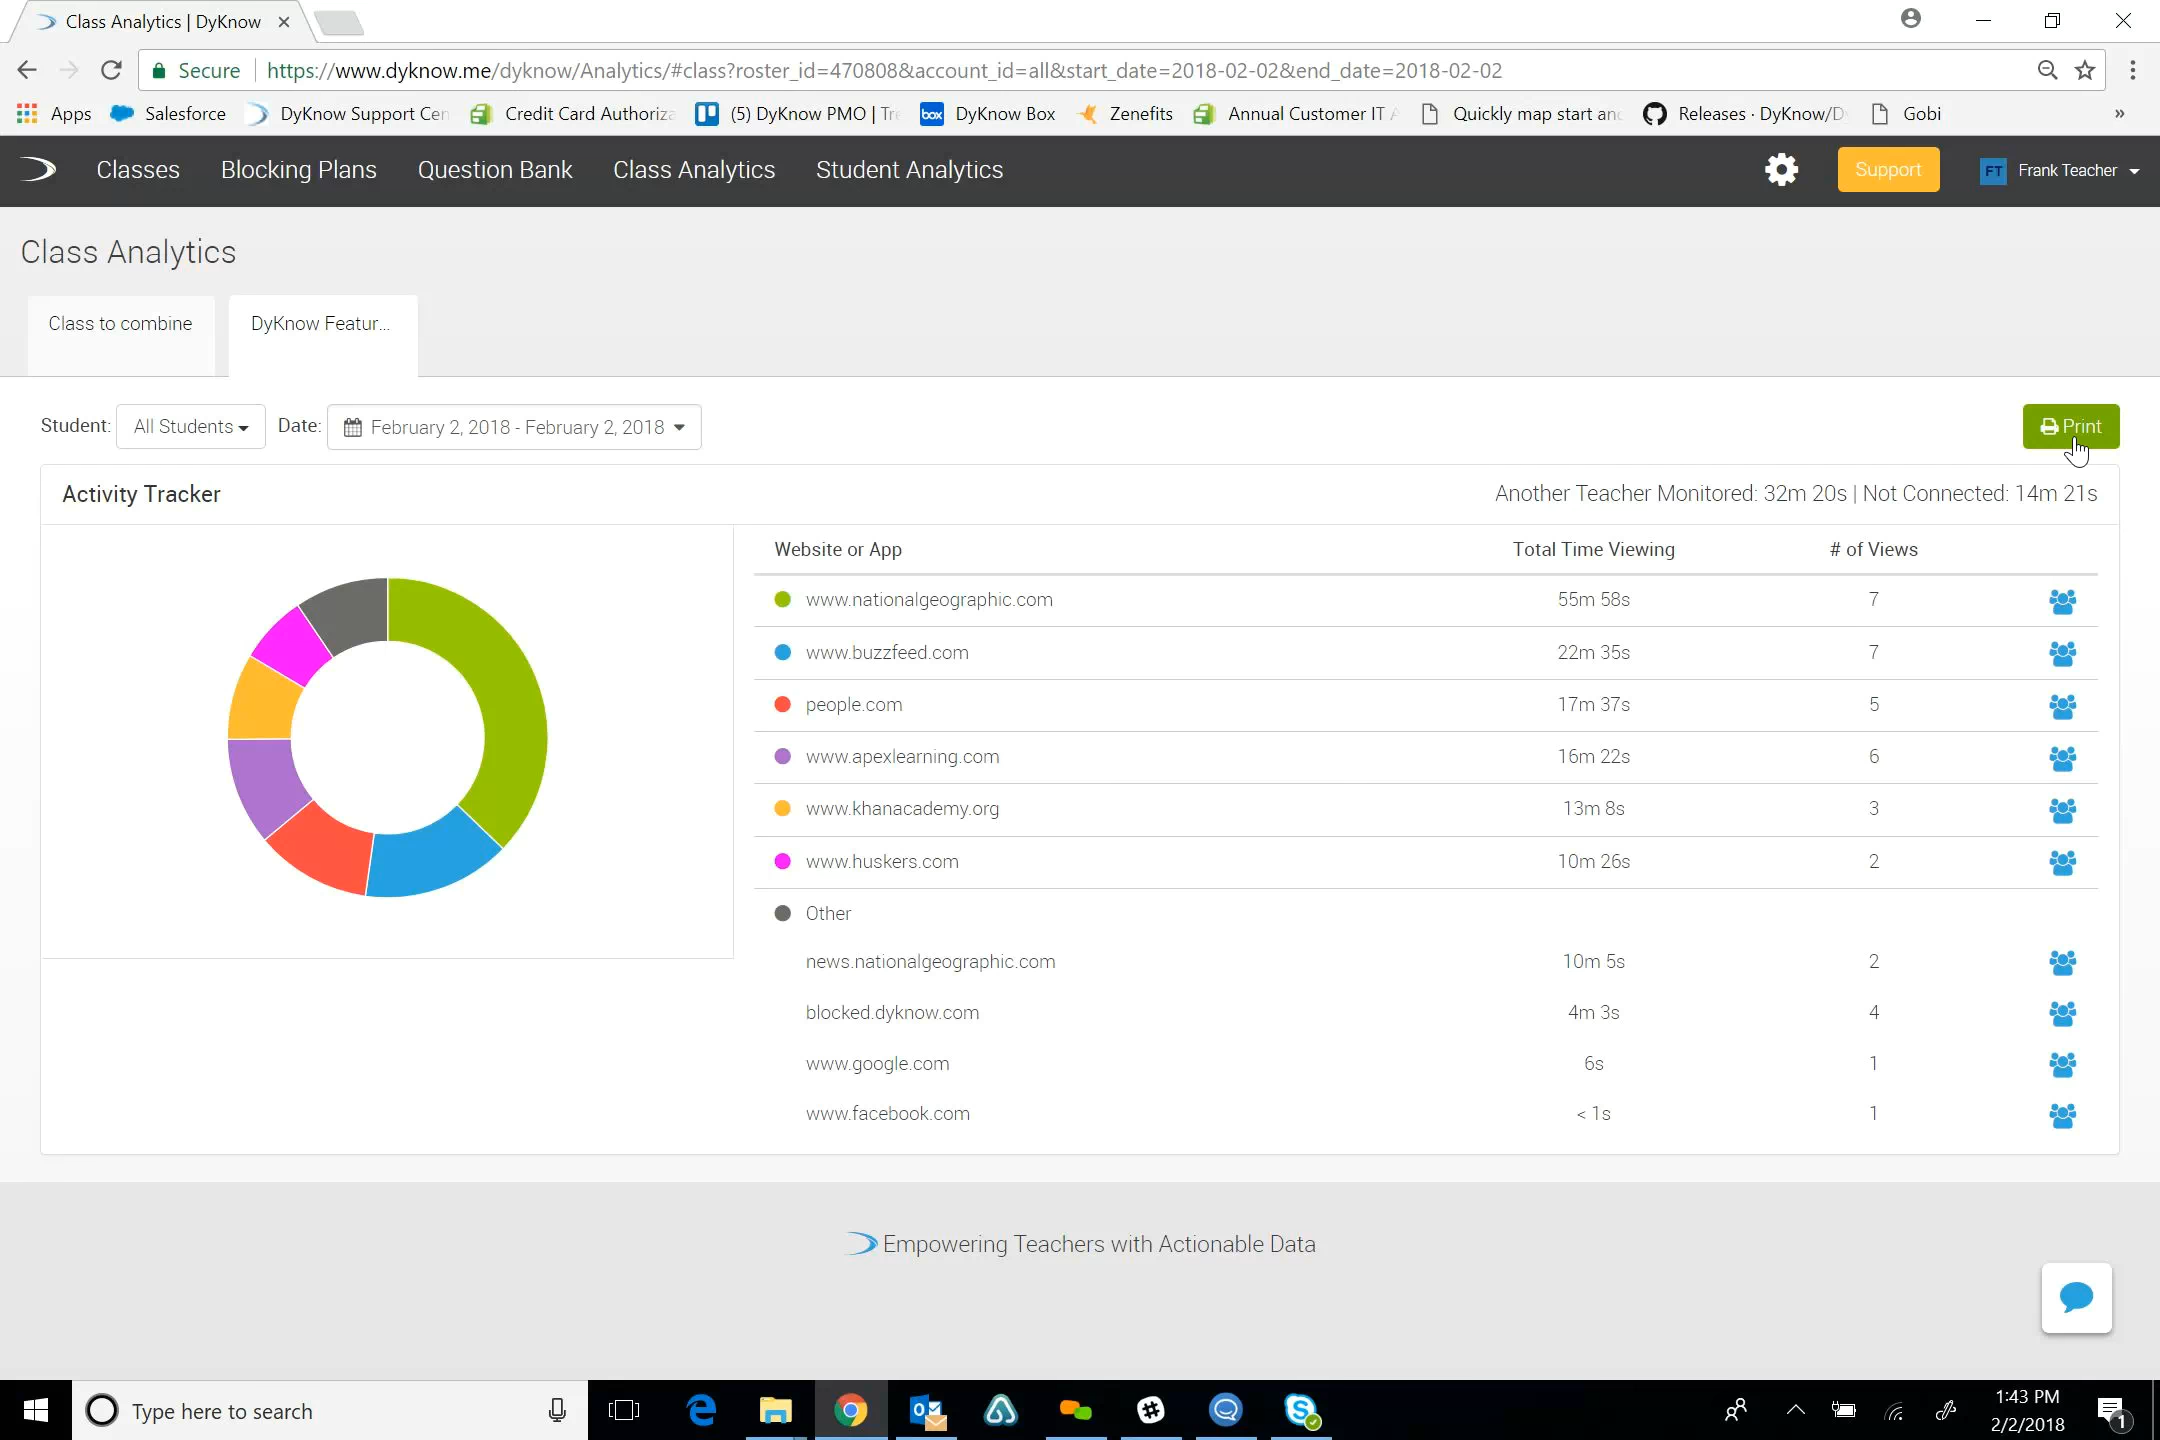 Class Analytics | DyKnow
Secure https://www.dyknow.me/dyknow/Analytics/#class?roster_id=470808&account_id=all&start_date=2018-02-02&end_date=2018-02-02
Apps Salesforce DyKnow Support Cen Credit Card Authoriza (5) DyKnow PMO | Tre box DyKnow Box Zenefits Annual Customer IT A Quickly map start and Releases · DyKnow/D Gobi »
Classes Blocking Plans Question Bank Class Analytics Student Analytics Support FT Frank Teacher
Class Analytics
Class to combine DyKnow Featur...
Student: All Students Date: February 2, 2018 - February 2, 2018 Print
Activity Tracker Another Teacher Monitored: 32m 20s | Not Connected: 14m 21s
Website or App Total Time Viewing # of Views
www.nationalgeographic.com 55m 58s 7
www.buzzfeed.com 22m 35s 7
people.com 17m 37s 5
www.apexlearning.com 16m 22s 6
www.khanacademy.org 13m 8s 3
www.huskers.com 10m 26s 2
Other
news.nationalgeographic.com 10m 5s 2
blocked.dyknow.com 4m 3s 4
www.google.com 6s 1
www.facebook.com < 1s 1
Empowering Teachers with Actionable Data
Type here to search
1:43 PM
2/2/2018
1